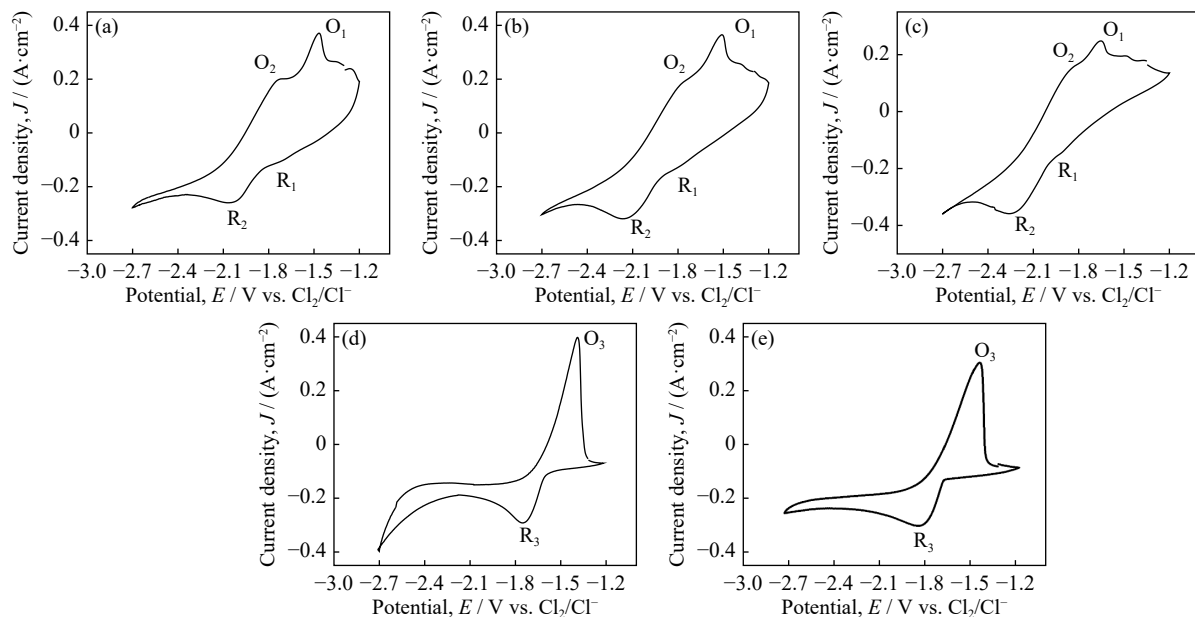 (a)
O₁
O₂
R₁
R₂
0.4
0.2
0
−0.2
−0.4
Current density, J / (A·cm⁻²)
−3.0 −2.7 −2.4 −2.1 −1.8 −1.5 −1.2
Potential, E / V vs. Cl₂/Cl⁻
(b)
O₁
O₂
R₁
R₂
0.4
0.2
0
−0.2
−0.4
Current density, J / (A·cm⁻²)
−3.0 −2.7 −2.4 −2.1 −1.8 −1.5 −1.2
Potential, E / V vs. Cl₂/Cl⁻
(c)
O₁
O₂
R₁
R₂
0.4
0.2
0
−0.2
−0.4
Current density, J / (A·cm⁻²)
−3.0 −2.7 −2.4 −2.1 −1.8 −1.5 −1.2
Potential, E / V vs. Cl₂/Cl⁻
(d)
O₃
R₃
0.4
0.2
0
−0.2
−0.4
Current density, J / (A·cm⁻²)
−3.0 −2.7 −2.4 −2.1 −1.8 −1.5 −1.2
Potential, E / V vs. Cl₂/Cl⁻
(e)
O₃
R₃
0.4
0.2
0
−0.2
−0.4
Current density, J / (A·cm⁻²)
−3.0 −2.7 −2.4 −2.1 −1.8 −1.5 −1.2
Potential, E / V vs. Cl₂/Cl⁻